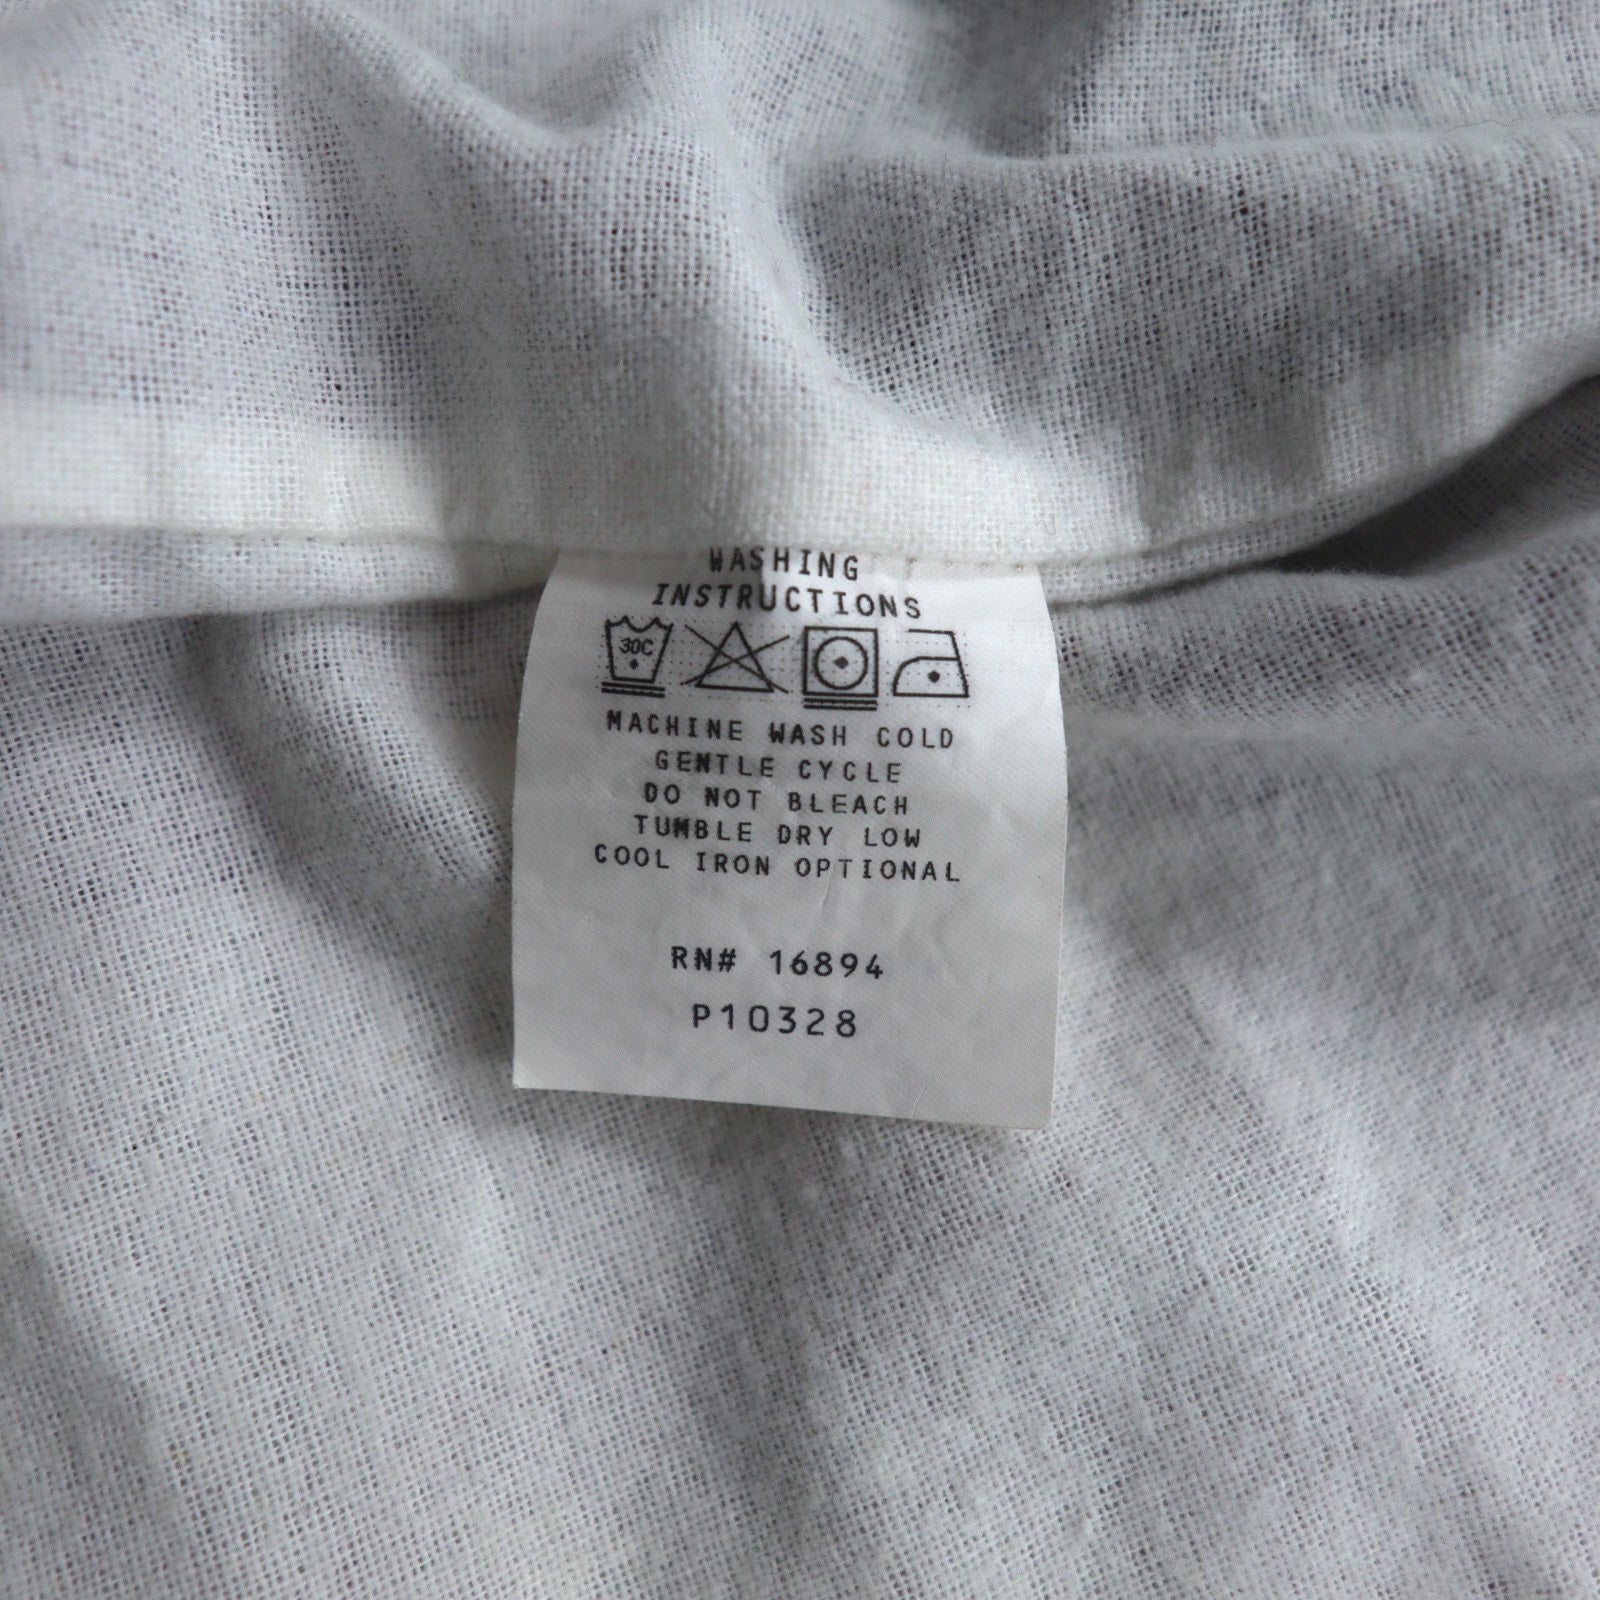 WASHING
INSTRUCTIONS
30C
MACHINE WASH COLD
GENTLE CYCLE
DO NOT BLEACH
TUMBLE DRY LOW
COOL IRON OPTIONAL
RN# 16894
P10328